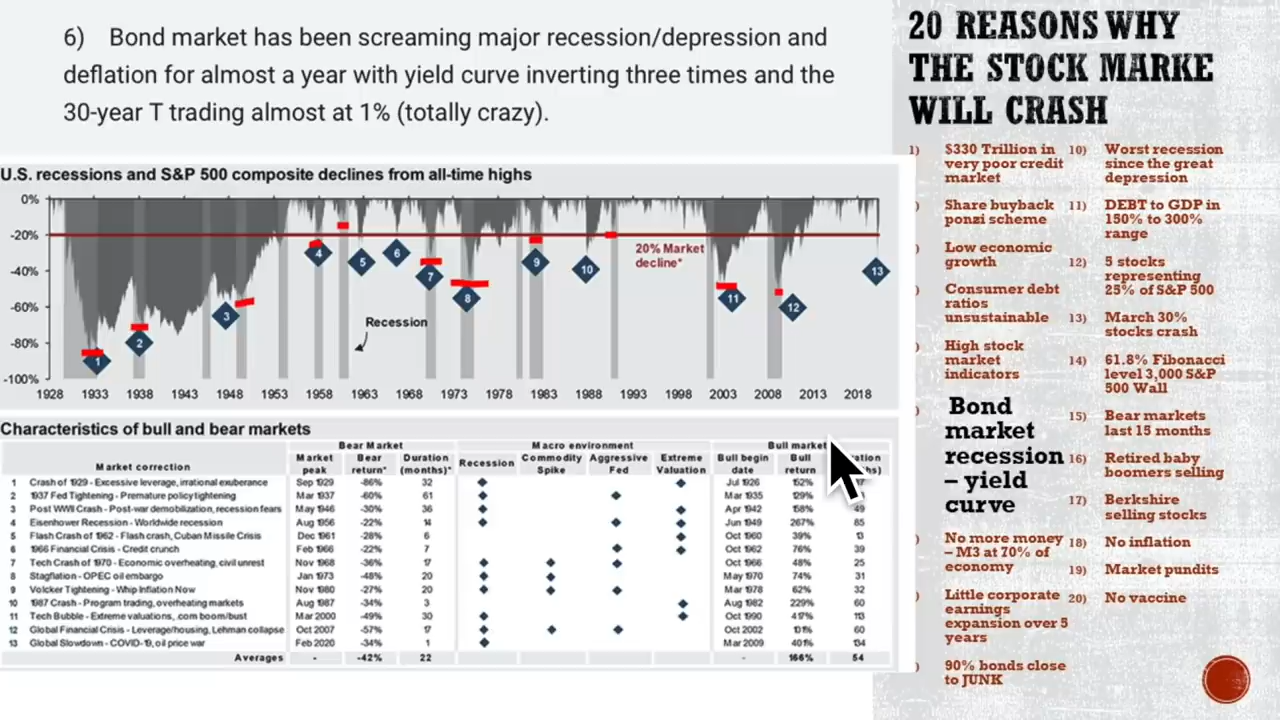 6) Bond market has been screaming major recession/depression and
deflation for almost a year with yield curve inverting three times and the
30-year T trading almost at 1% (totally crazy).
U.S. recessions and S&P 500 composite declines from all-time highs
0%
-20%
-40%
-60%
-80%
-100%
20% Market
decline*
Recession
1
2
3
4
5
6
7
8
9
10
11
12
13
1928 1933 1938 1943 1948 1953 1958 1963 1968 1973 1978 1983 1988 1993 1998 2003 2008 2013 2018
Characteristics of bull and bear markets
Bear Market Macro environment Bull market
Market correction Market peak Bear return* Duration (months)* Recession Commodity Spike Aggressive Fed Extreme Valuation Bull begin date Bull return
1 Crash of 1929 - Excessive leverage, irrational exuberance Sep 1929 -86% 32 Jul 1926 152%
2 1937 Fed Tightening - Premature policy tightening Mar 1937 -60% 61 Mar 1935 129%
3 Post WWII Crash - Post-war demobilization, recession fears May 1946 -30% 36 Apr 1942 158% 49
4 Eisenhower Recession - Worldwide recession Aug 1956 -22% 14 Jun 1949 267% 85
5 Flash Crash of 1962 - Flash crash, Cuban Missile Crisis Dec 1961 -28% 6 Oct 1960 39% 13
6 1966 Financial Crisis - Credit crunch Feb 1966 -22% 7 Oct 1962 76% 39
7 Tech Crash of 1970 - Economic overheating, civil unrest Nov 1968 -36% 17 Oct 1966 48% 25
8 Stagflation - OPEC oil embargo Jan 1973 -48% 20 May 1970 74% 31
9 Volcker Tightening - Whip Inflation Now Nov 1980 -27% 20 Mar 1978 62% 32
10 1987 Crash - Program trading, overheating markets Aug 1987 -34% 3 Aug 1982 229% 60
11 Tech Bubble - Extreme valuations, .com boom/bust Mar 2000 -49% 30 Oct 1990 417% 113
12 Global Financial Crisis - Leverage/housing, Lehman collapse Oct 2007 -57% 17 Oct 2002 101% 60
13 Global Slowdown - COVID-19, oil price war Feb 2020 -34% 1 Mar 2009 401% 134
Averages - -42% 22 - 166% 54
20 REASONS WHY
THE STOCK MARKE
WILL CRASH
1) $330 Trillion in
very poor credit
market
Share buyback
ponzi scheme
Low economic
growth
Consumer debt
ratios
unsustainable
High stock
market
indicators
Bond
market
recession
– yield
curve
No more money
– M3 at 70% of
economy
Little corporate
earnings
expansion over 5
years
90% bonds close
to JUNK
10) Worst recession
since the great
depression
11) DEBT to GDP in
150% to 300%
range
12) 5 stocks
representing
25% of S&P 500
13) March 30%
stocks crash
14) 61.8% Fibonacci
level 3,000 S&P
500 Wall
15) Bear markets
last 15 months
16) Retired baby
boomers selling
17) Berkshire
selling stocks
18) No inflation
19) Market pundits
20) No vaccine